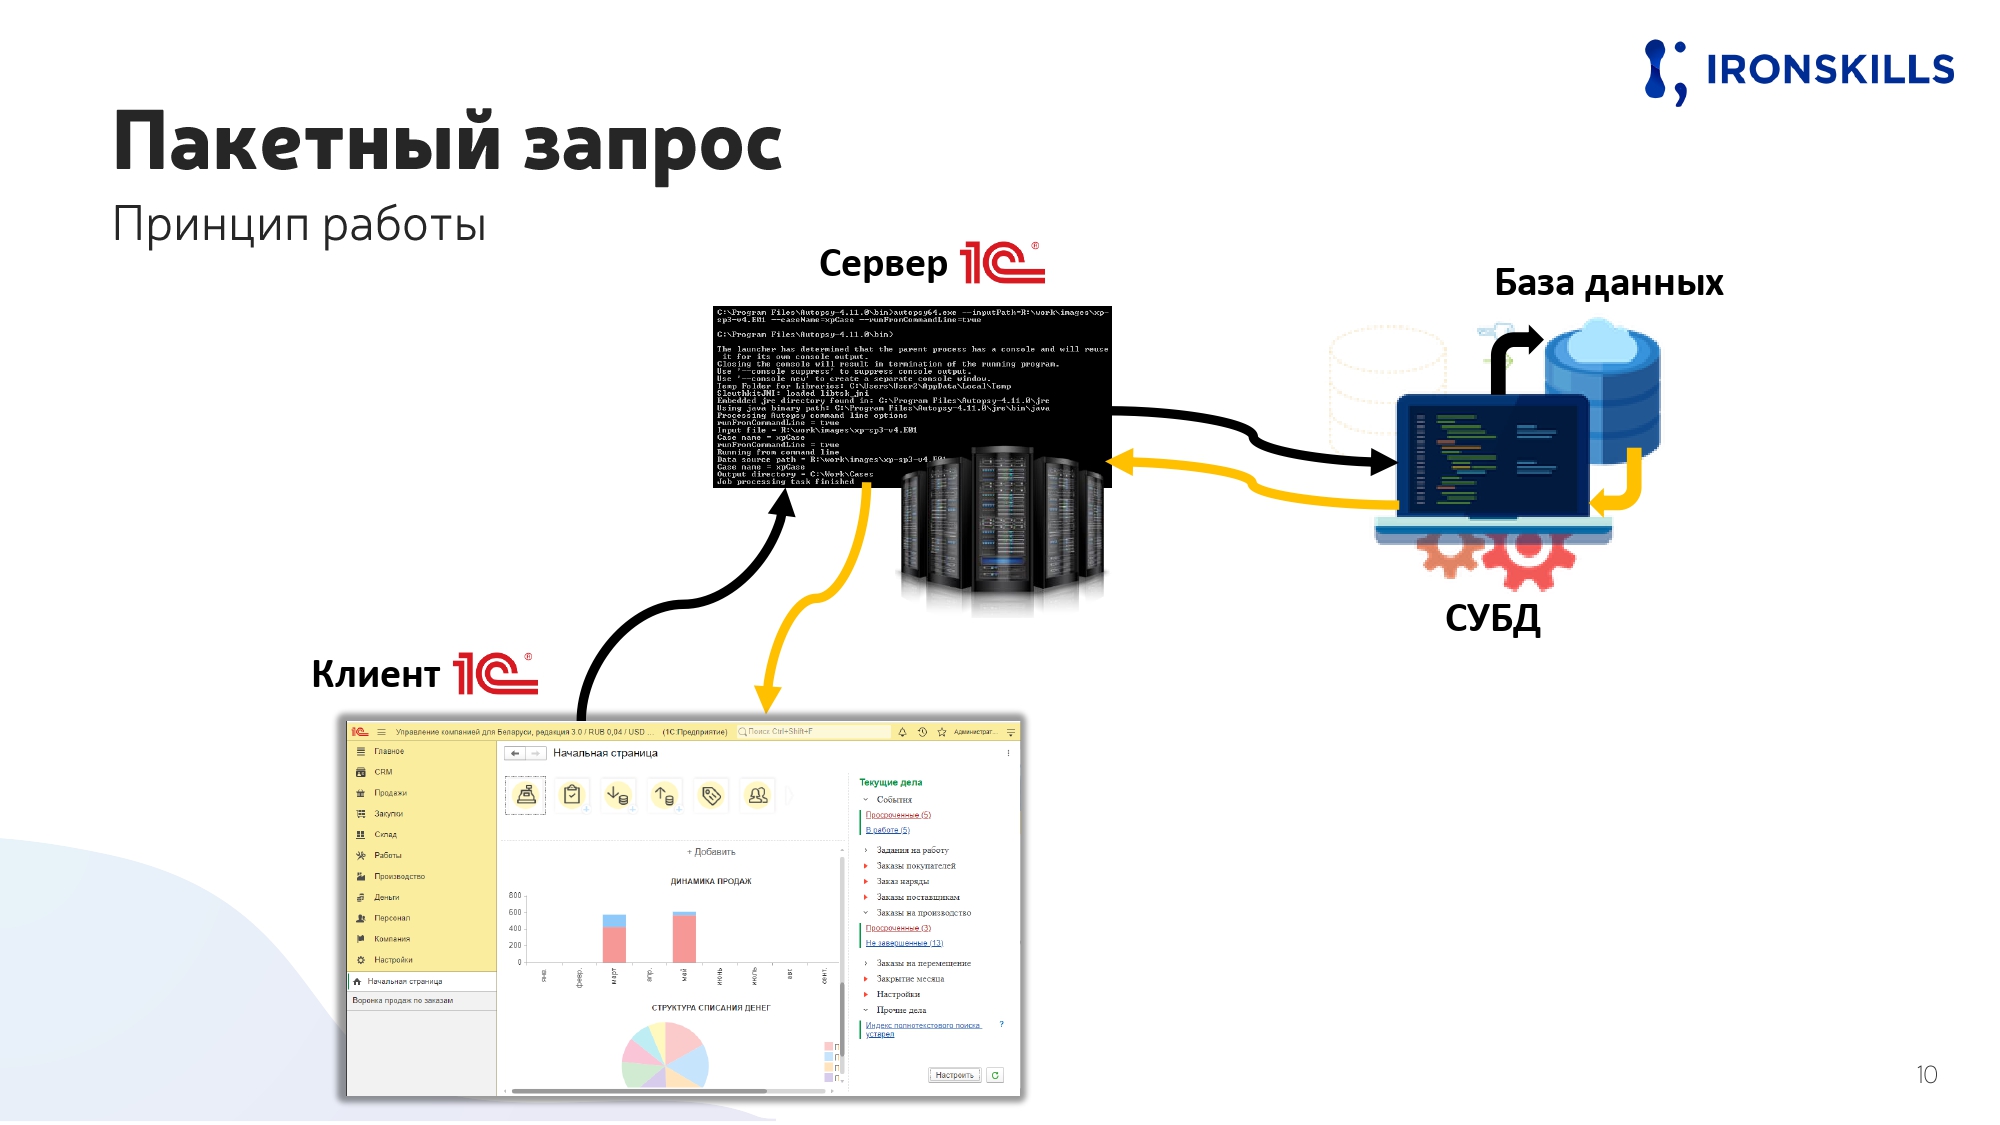 IRONSKILLS
Пакетный запрос
Принцип работы
Сервер 1С®
База данных
C:\Program Files\Autopsy-4.11.0\bin>autopsy64.exe --inputPath=R:\work\images\xp-
sp3-v4.E01 --caseName=xpCase --runFromCommandLine=true
C:\Program Files\Autopsy-4.11.0\bin>
The launcher has determined that the parent process has a console and will reuse
it for its own console output.
Closing the console will result in termination of the running program.
Use '--console suppress' to suppress console output.
Use '--console new' to create a separate console window.
Temp Folder for Libraries: C:\Users\User2\AppData\Local\Temp
SleuthkitJNI: loaded libtsk_jni
Embedded jre directory found in: C:\Program Files\Autopsy-4.11.0\jre
Using java binary path: C:\Program Files\Autopsy-4.11.0\jre\bin\java
Processing Autopsy command line options
runFromCommandLine = true
Input file = R:\work\images\xp-sp3-v4.E01
Case name = xpCase
runFromCommandLine = true
Running from command line
Data source path = R:\work\images\xp-sp3-v4.E01
Case name = xpCase
Output directory = C:\Work\Cases
Job processing task finished
СУБД
Клиент 1С®
1С Управление компанией для Беларуси, редакция 3.0 / RUB 0,04 / USD ... (1С:Предприятие) Поиск Ctrl+Shift+F Администрат...
Главное
CRM
Продажи
Закупки
Склад
Работы
Производство
Деньги
Персонал
Компания
Настройки
Начальная страница
Воронка продаж по заказам
Начальная страница
+ Добавить
ДИНАМИКА ПРОДАЖ
800
600
400
200
0
янв. февр. март апр. май июнь июль авг. сент.
СТРУКТУРА СПИСАНИЯ ДЕНЕГ
П
П
П
П
Текущие дела
События
Просроченные (5)
В работе (5)
Задания на работу
Заказы покупателей
Заказ наряды
Заказы поставщикам
Заказы на производство
Просроченные (3)
Не завершенные (13)
Заказы на перемещение
Закрытие месяца
Настройки
Прочие дела
Индекс полнотекстового поиска ?
устарел
Настроить
10